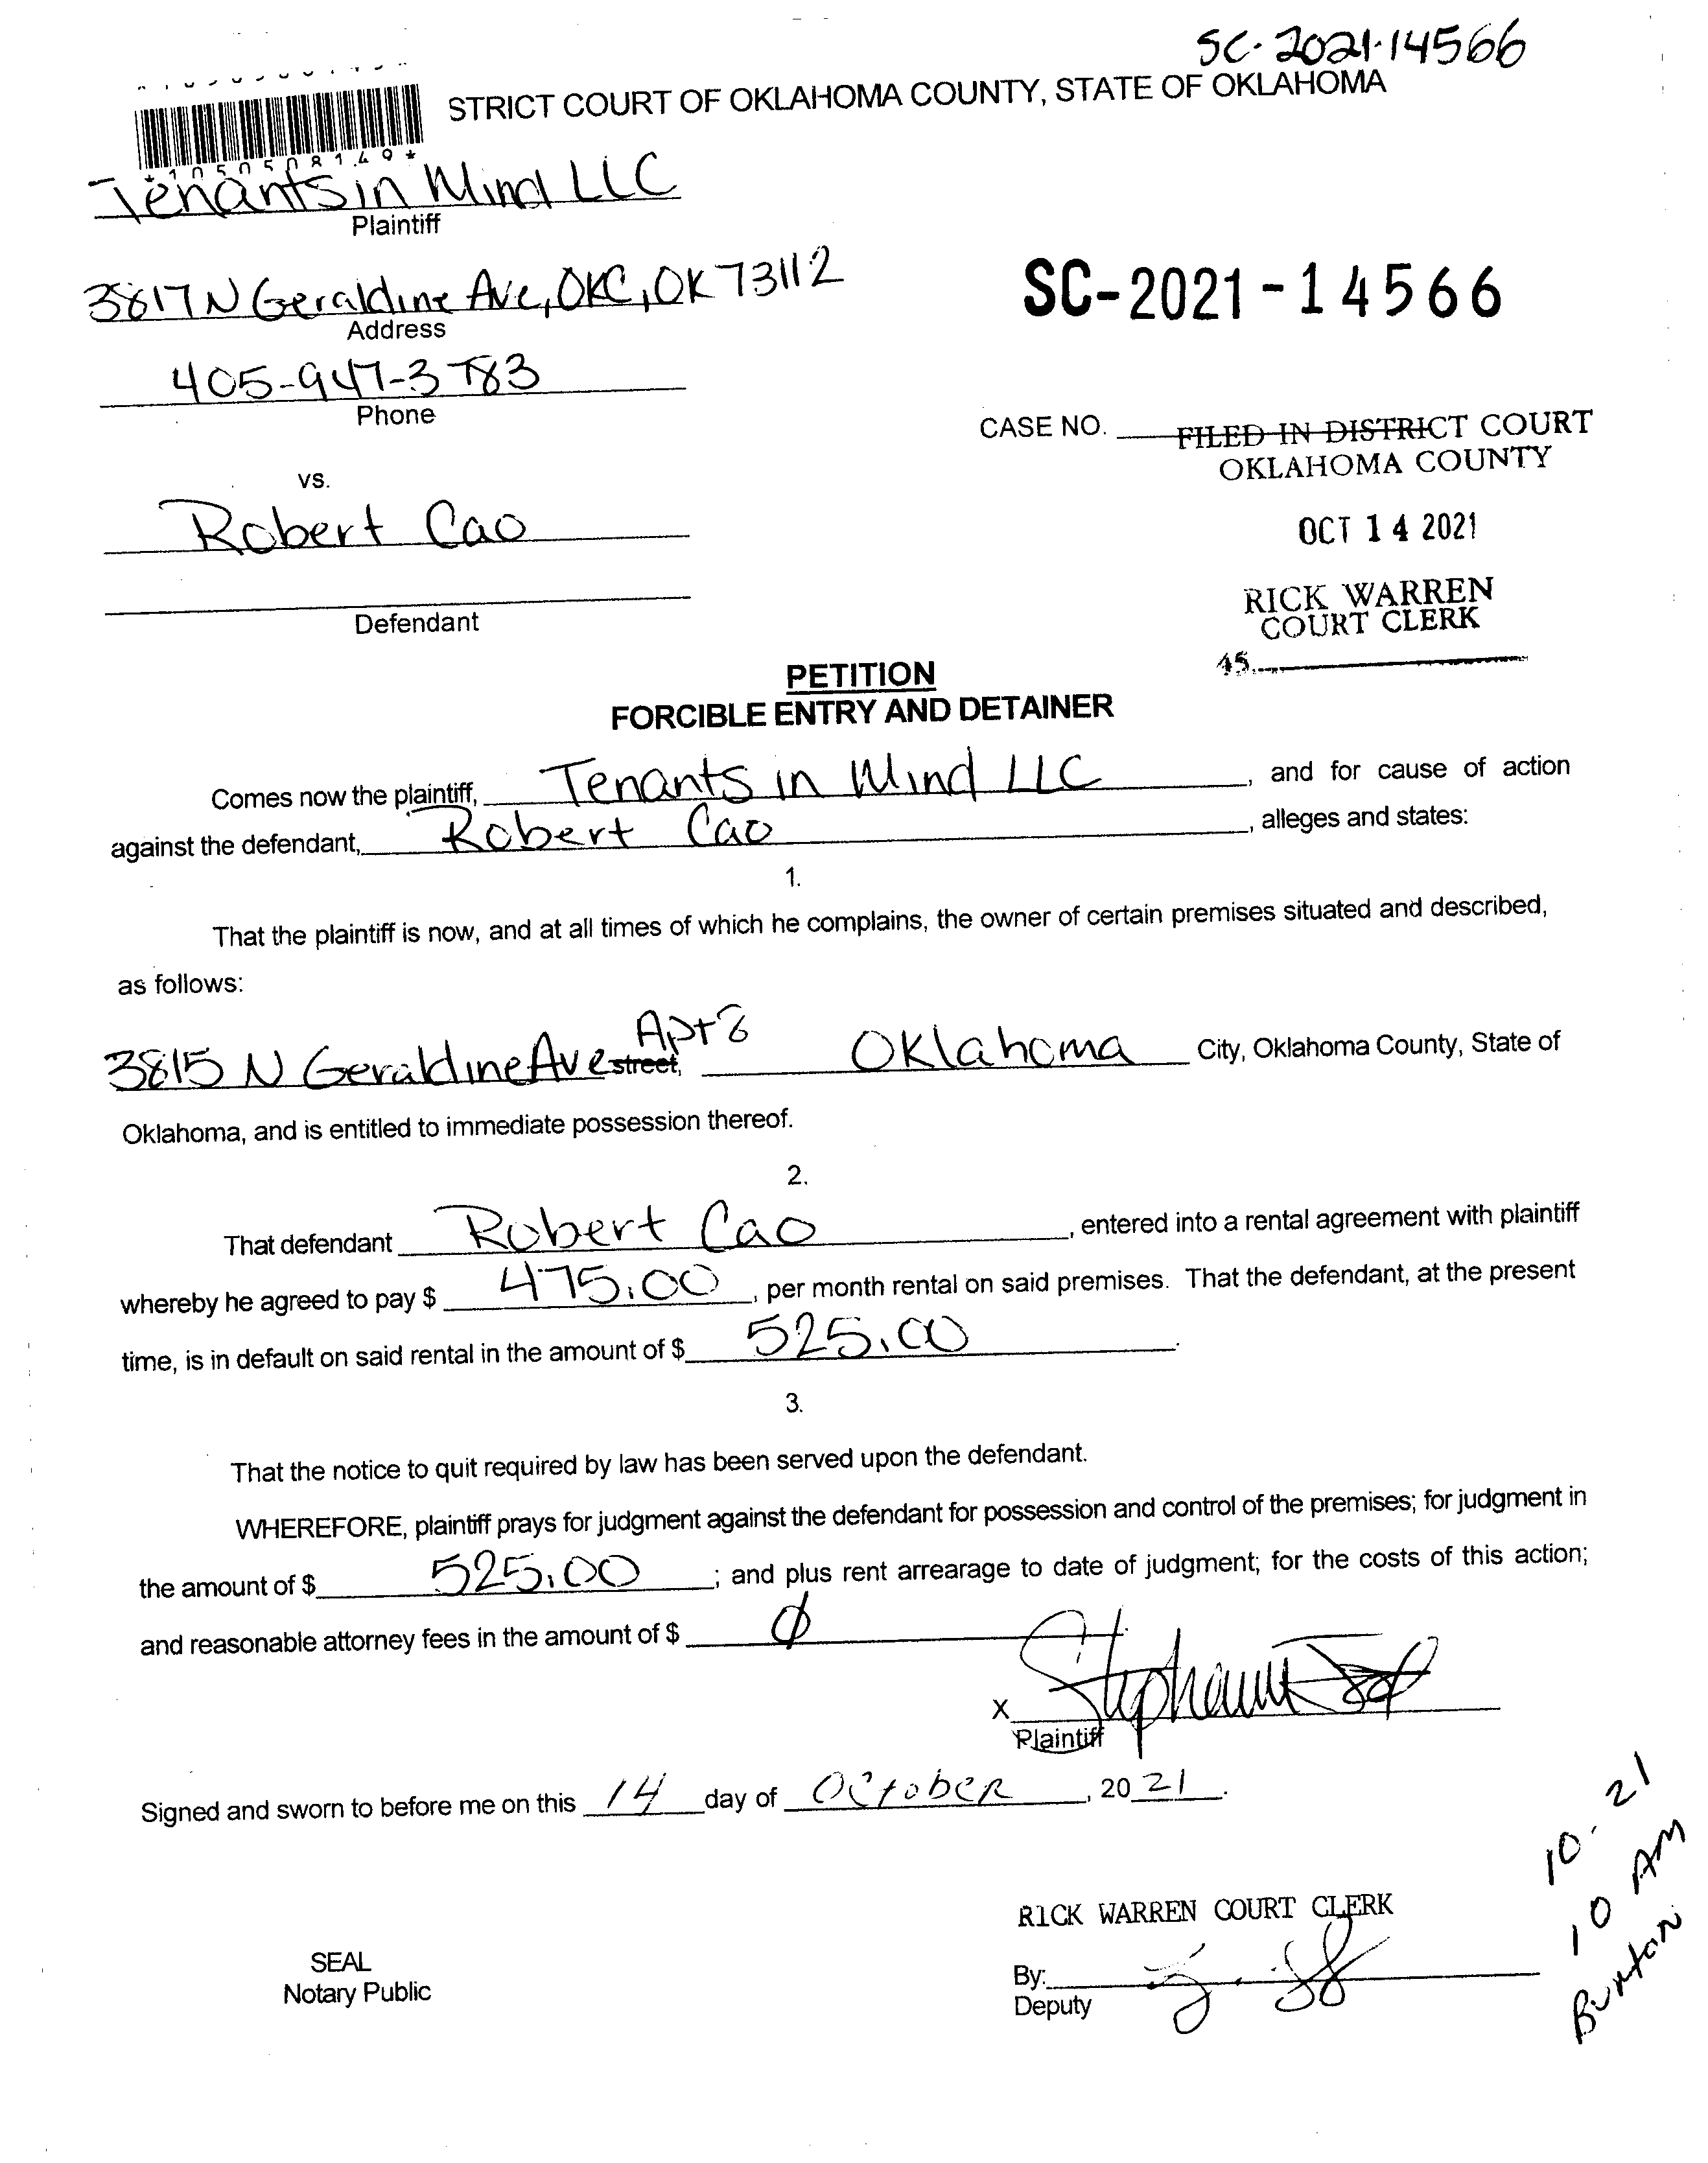 SC-2021-14566
STRICT COURT OF OKLAHOMA COUNTY, STATE OF OKLAHOMA
*1050508149*
Tenants in Mind LLC
Plaintiff
3817 N Geraldine Ave, OKC, OK 73112
Address
SC-2021-14566
405-947-3783
Phone
CASE NO.
FILED IN DISTRICT COURT
OKLAHOMA COUNTY
vs.
Robert Cao
OCT 14 2021
Defendant
RICK WARREN
COURT CLERK
45
PETITION
FORCIBLE ENTRY AND DETAINER
Comes now the plaintiff, Tenants in Mind LLC, and for cause of action
against the defendant, Robert Cao, alleges and states:
1.
That the plaintiff is now, and at all times of which he complains, the owner of certain premises situated and described,
as follows:
3815 N Geraldine Ave street, Apt 8 Oklahoma City, Oklahoma County, State of
Oklahoma, and is entitled to immediate possession thereof.
2.
That defendant Robert Cao, entered into a rental agreement with plaintiff
whereby he agreed to pay $ 475.00, per month rental on said premises. That the defendant, at the present
time, is in default on said rental in the amount of $ 525.00.
3.
That the notice to quit required by law has been served upon the defendant.
WHEREFORE, plaintiff prays for judgment against the defendant for possession and control of the premises; for judgment in
the amount of $ 525.00; and plus rent arrearage to date of judgment; for the costs of this action;
and reasonable attorney fees in the amount of $ ∅
X Stephanie
Plaintiff
Signed and sworn to before me on this 14 day of October, 20 21.
10-21
10 AM
Burton
RICK WARREN COURT CLERK
SEAL
Notary Public
By:
Deputy